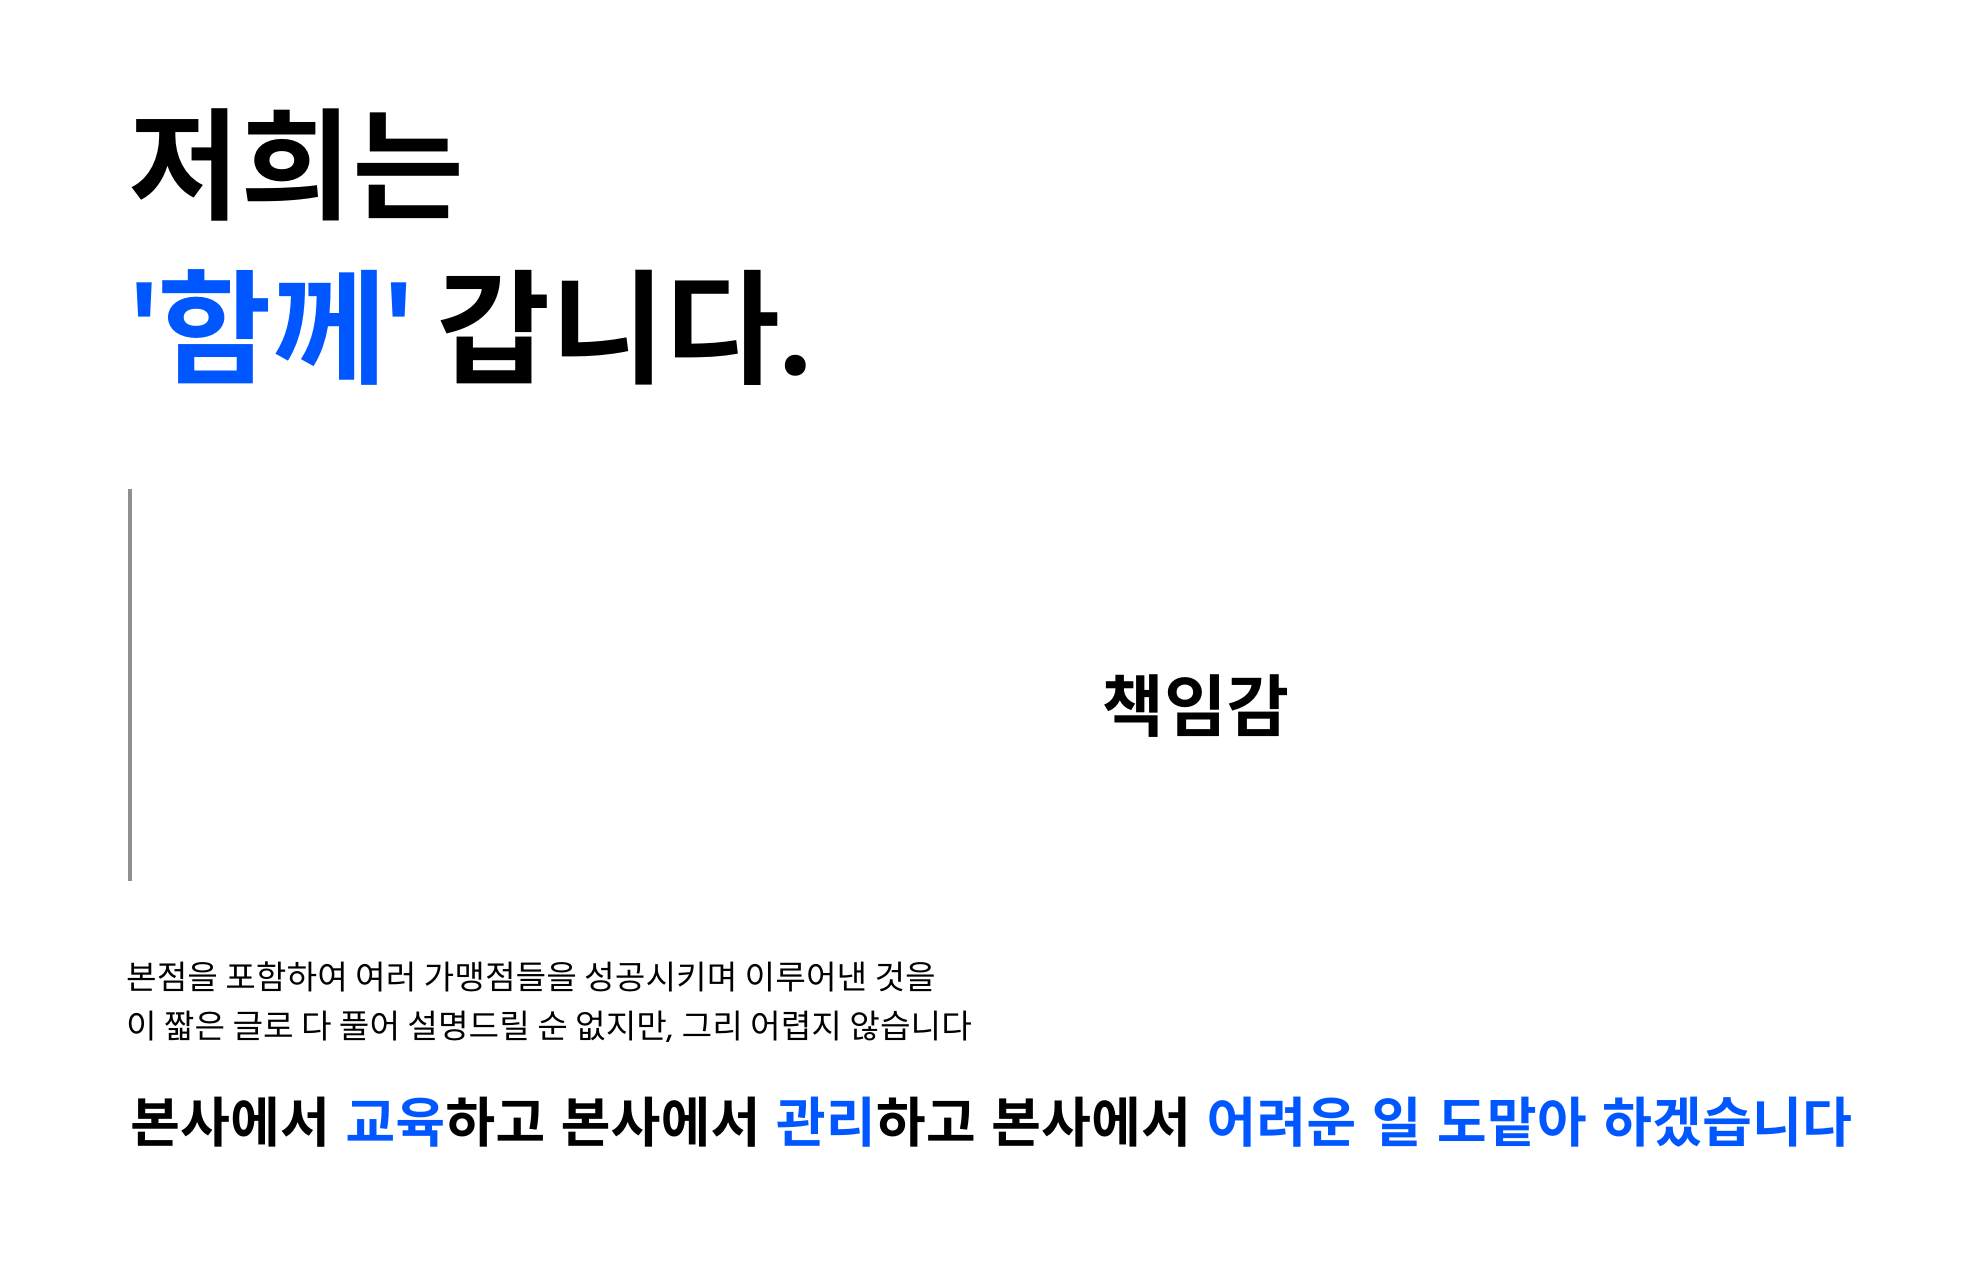 저희는
'함께' 갑니다.
책임감
본점을 포함하여 여러 가맹점들을 성공시키며 이루어낸 것을
이 짧은 글로 다 풀어 설명드릴 순 없지만, 그리 어렵지 않습니다
본사에서 교육하고 본사에서 관리하고 본사에서 어려운 일 도맡아 하겠습니다